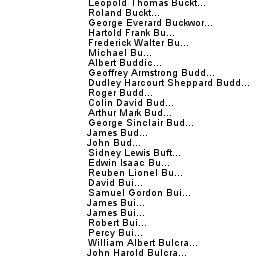 Leopold Thomas Buckt...
Roland Buckt...
George Everard Buckwor...
Hartold Frank Bu...
Frederick Walter Bu...
Michael Bu...
Albert Buddic...
Geoffrey Armstrong Budd...
Dudley Harcourt Sheppard Budd...
Roger Budd...
Colin David Bud...
Arthur Mark Bud...
George Sinclair Bud...
James Bud...
John Bud...
Sidney Lewis Buft...
Edwin Isaac Bu...
Reuben Lionel Bu...
David Bui...
Samuel Gordon Bui...
James Bui...
James Bui...
Robert Bui...
Percy Bui...
William Albert Bulcra...
John Harold Bulcra...